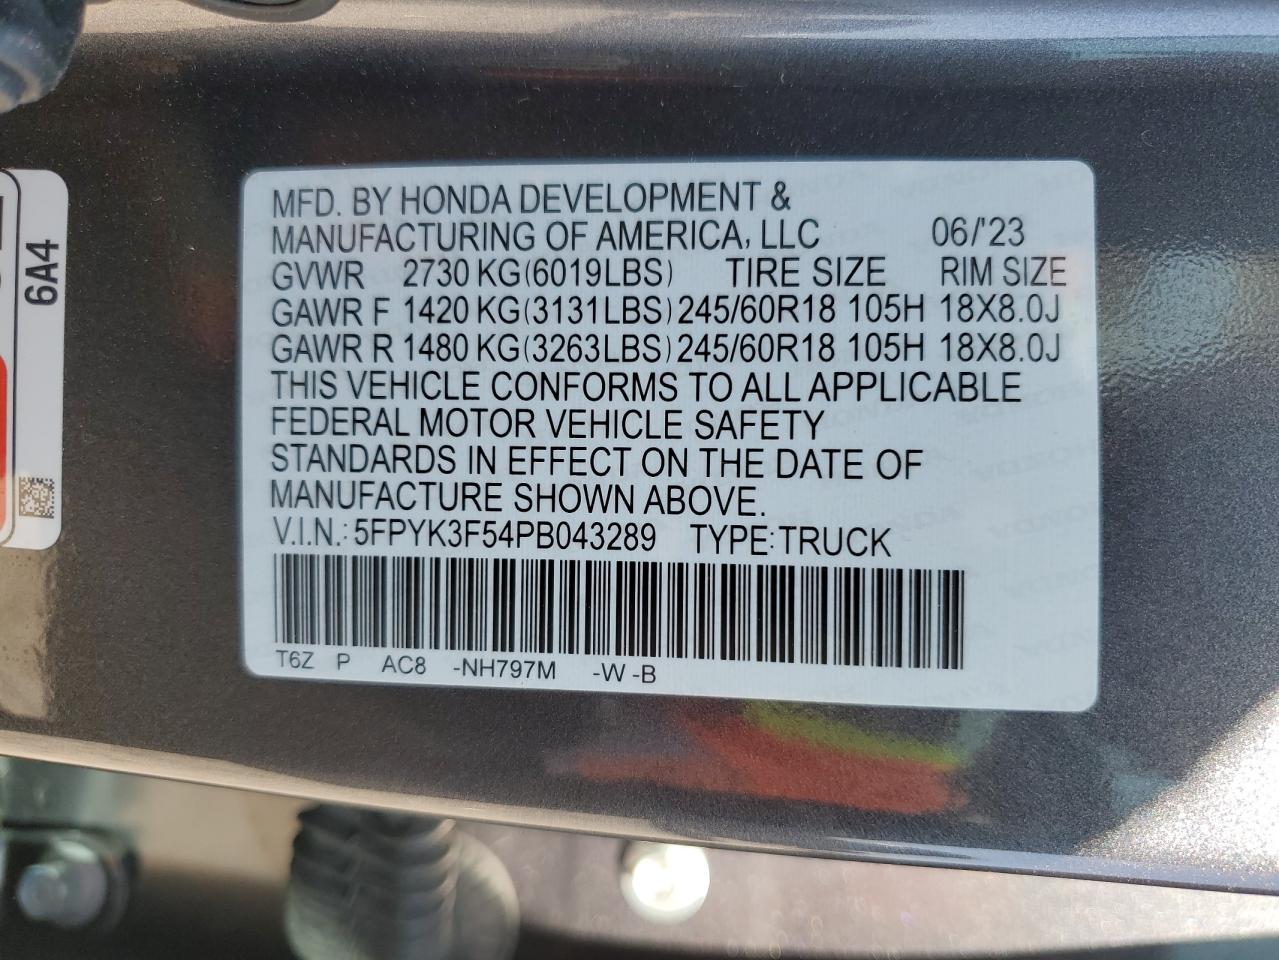 MFD. BY HONDA DEVELOPMENT &
MANUFACTURING OF AMERICA, LLC 06/'23
GVWR 2730 KG(6019LBS) TIRE SIZE RIM SIZE
GAWR F 1420 KG(3131LBS) 245/60R18 105H 18X8.0J
GAWR R 1480 KG(3263LBS) 245/60R18 105H 18X8.0J
THIS VEHICLE CONFORMS TO ALL APPLICABLE
FEDERAL MOTOR VEHICLE SAFETY
STANDARDS IN EFFECT ON THE DATE OF
MANUFACTURE SHOWN ABOVE.
V.I.N.: 5FPYK3F54PB043289 TYPE: TRUCK
T6Z P AC8 -NH797M -W -B
6A4